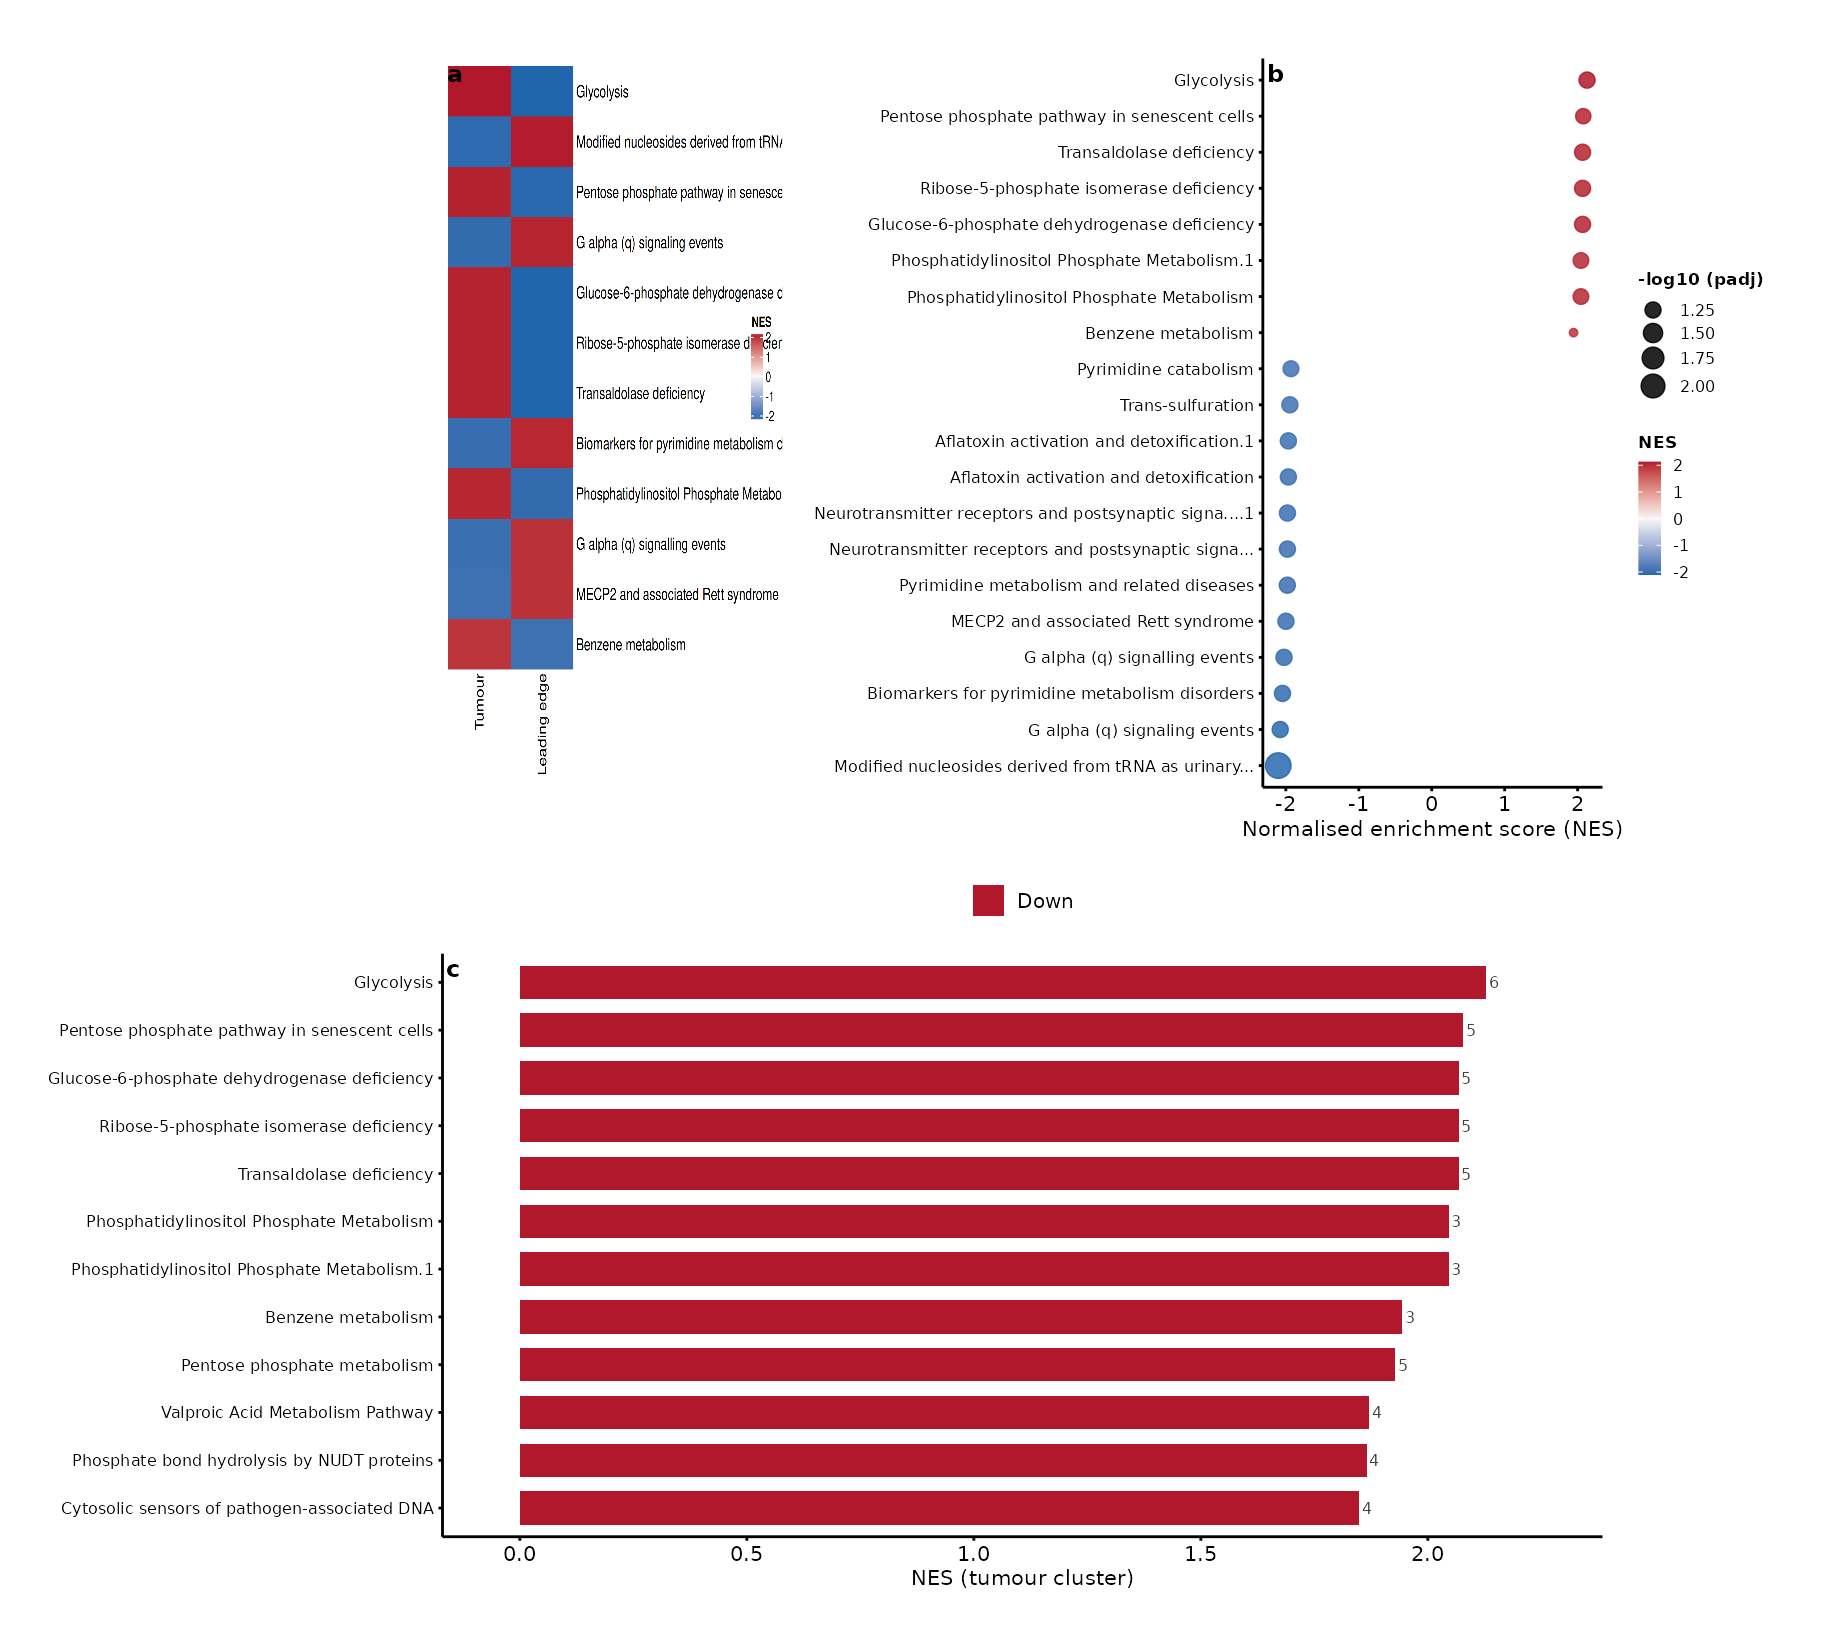 a
Glycolysis
Modified nucleosides derived from tRNA
Pentose phosphate pathway in senesce
G alpha (q) signaling events
Glucose-6-phosphate dehydrogenase d
Ribose-5-phosphate isomerase deficien
Transaldolase deficiency
Biomarkers for pyrimidine metabolism d
Phosphatidylinositol Phosphate Metabo
G alpha (q) signalling events
MECP2 and associated Rett syndrome
Benzene metabolism
Tumour
Leading edge
NES
2
1
0
-1
-2
b
Glycolysis
Pentose phosphate pathway in senescent cells
Transaldolase deficiency
Ribose-5-phosphate isomerase deficiency
Glucose-6-phosphate dehydrogenase deficiency
Phosphatidylinositol Phosphate Metabolism.1
Phosphatidylinositol Phosphate Metabolism
Benzene metabolism
Pyrimidine catabolism
Trans-sulfuration
Aflatoxin activation and detoxification.1
Aflatoxin activation and detoxification
Neurotransmitter receptors and postsynaptic signa....1
Neurotransmitter receptors and postsynaptic signa...
Pyrimidine metabolism and related diseases
MECP2 and associated Rett syndrome
G alpha (q) signalling events
Biomarkers for pyrimidine metabolism disorders
G alpha (q) signaling events
Modified nucleosides derived from tRNA as urinary...
-2 -1 0 1 2
Normalised enrichment score (NES)
-log10 (padj)
1.25
1.50
1.75
2.00
NES
2
1
0
-1
-2
Down
c
Glycolysis 6
Pentose phosphate pathway in senescent cells 5
Glucose-6-phosphate dehydrogenase deficiency 5
Ribose-5-phosphate isomerase deficiency 5
Transaldolase deficiency 5
Phosphatidylinositol Phosphate Metabolism 3
Phosphatidylinositol Phosphate Metabolism.1 3
Benzene metabolism 3
Pentose phosphate metabolism 5
Valproic Acid Metabolism Pathway 4
Phosphate bond hydrolysis by NUDT proteins 4
Cytosolic sensors of pathogen-associated DNA 4
0.0 0.5 1.0 1.5 2.0
NES (tumour cluster)